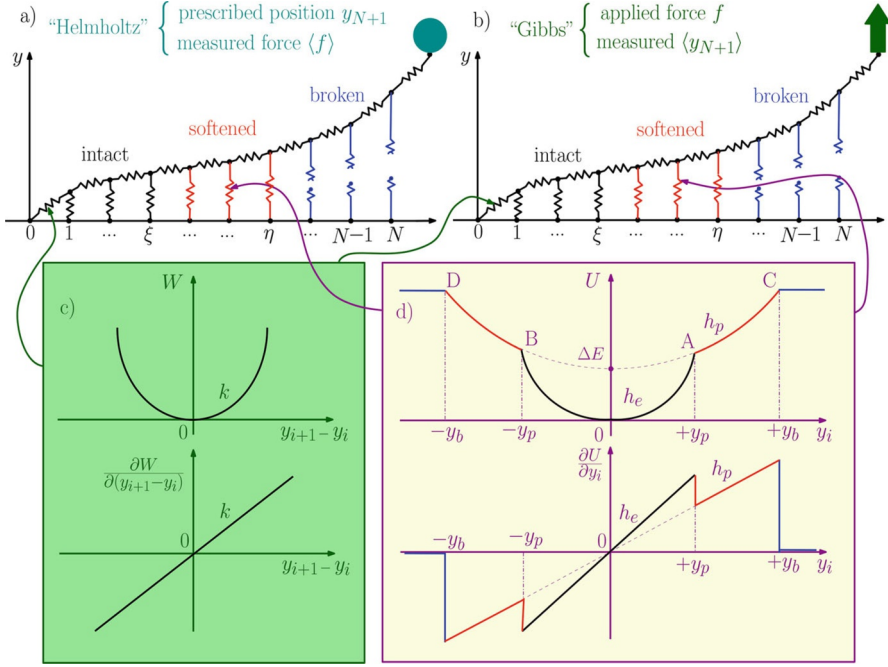 a)
“Helmholtz” { prescribed position y_{N+1}
measured force ⟨f⟩
y
intact
softened
broken
0 1 ... ξ ... ... η ... N−1 N
b)
“Gibbs” { applied force f
measured ⟨y_{N+1}⟩
y
intact
softened
broken
0 1 ... ξ ... ... η ... N−1 N
c)
W
k
0
y_{i+1} − y_i
∂W
∂(y_{i+1}−y_i)
k
0
y_{i+1} − y_i
d)
D
U
C
B
ΔE
A
h_p
h_e
−y_b −y_p 0 +y_p +y_b y_i
∂U
∂y_i
h_p
h_e
−y_b −y_p 0
+y_p +y_b y_i